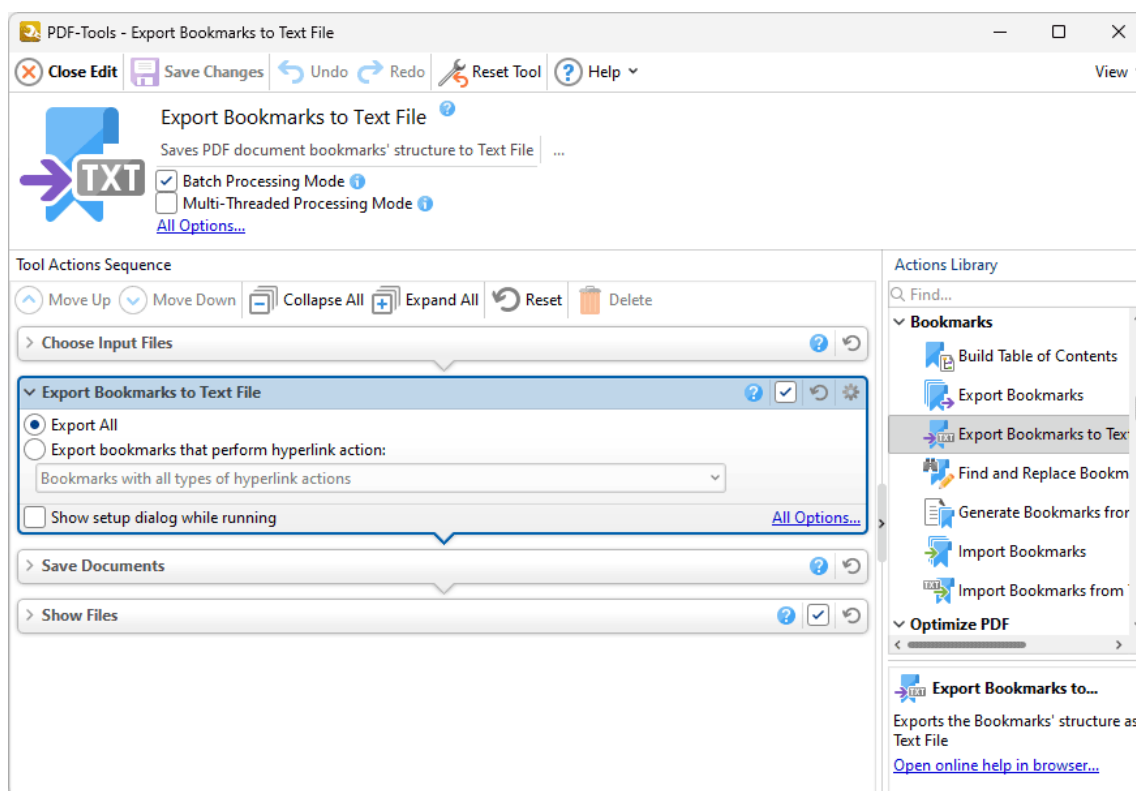 PDF-Tools - Export Bookmarks to Text File
Close Edit Save Changes Undo Redo Reset Tool ? Help View
Export Bookmarks to Text File ?
Saves PDF document bookmarks' structure to Text File ...
TXT
Batch Processing Mode i
Multi-Threaded Processing Mode i
All Options...
Tool Actions Sequence
Move Up Move Down Collapse All Expand All Reset Delete
Choose Input Files ?
Export Bookmarks to Text File ?
Export All
Export bookmarks that perform hyperlink action:
Bookmarks with all types of hyperlink actions
Show setup dialog while running All Options...
Save Documents ?
Show Files ?
Actions Library
Find...
Bookmarks
Build Table of Contents
Export Bookmarks
TXT Export Bookmarks to Tex
Find and Replace Bookm
Generate Bookmarks fror
Import Bookmarks
TXT Import Bookmarks from
Optimize PDF
TXT Export Bookmarks to...
Exports the Bookmarks' structure as
Text File
Open online help in browser...